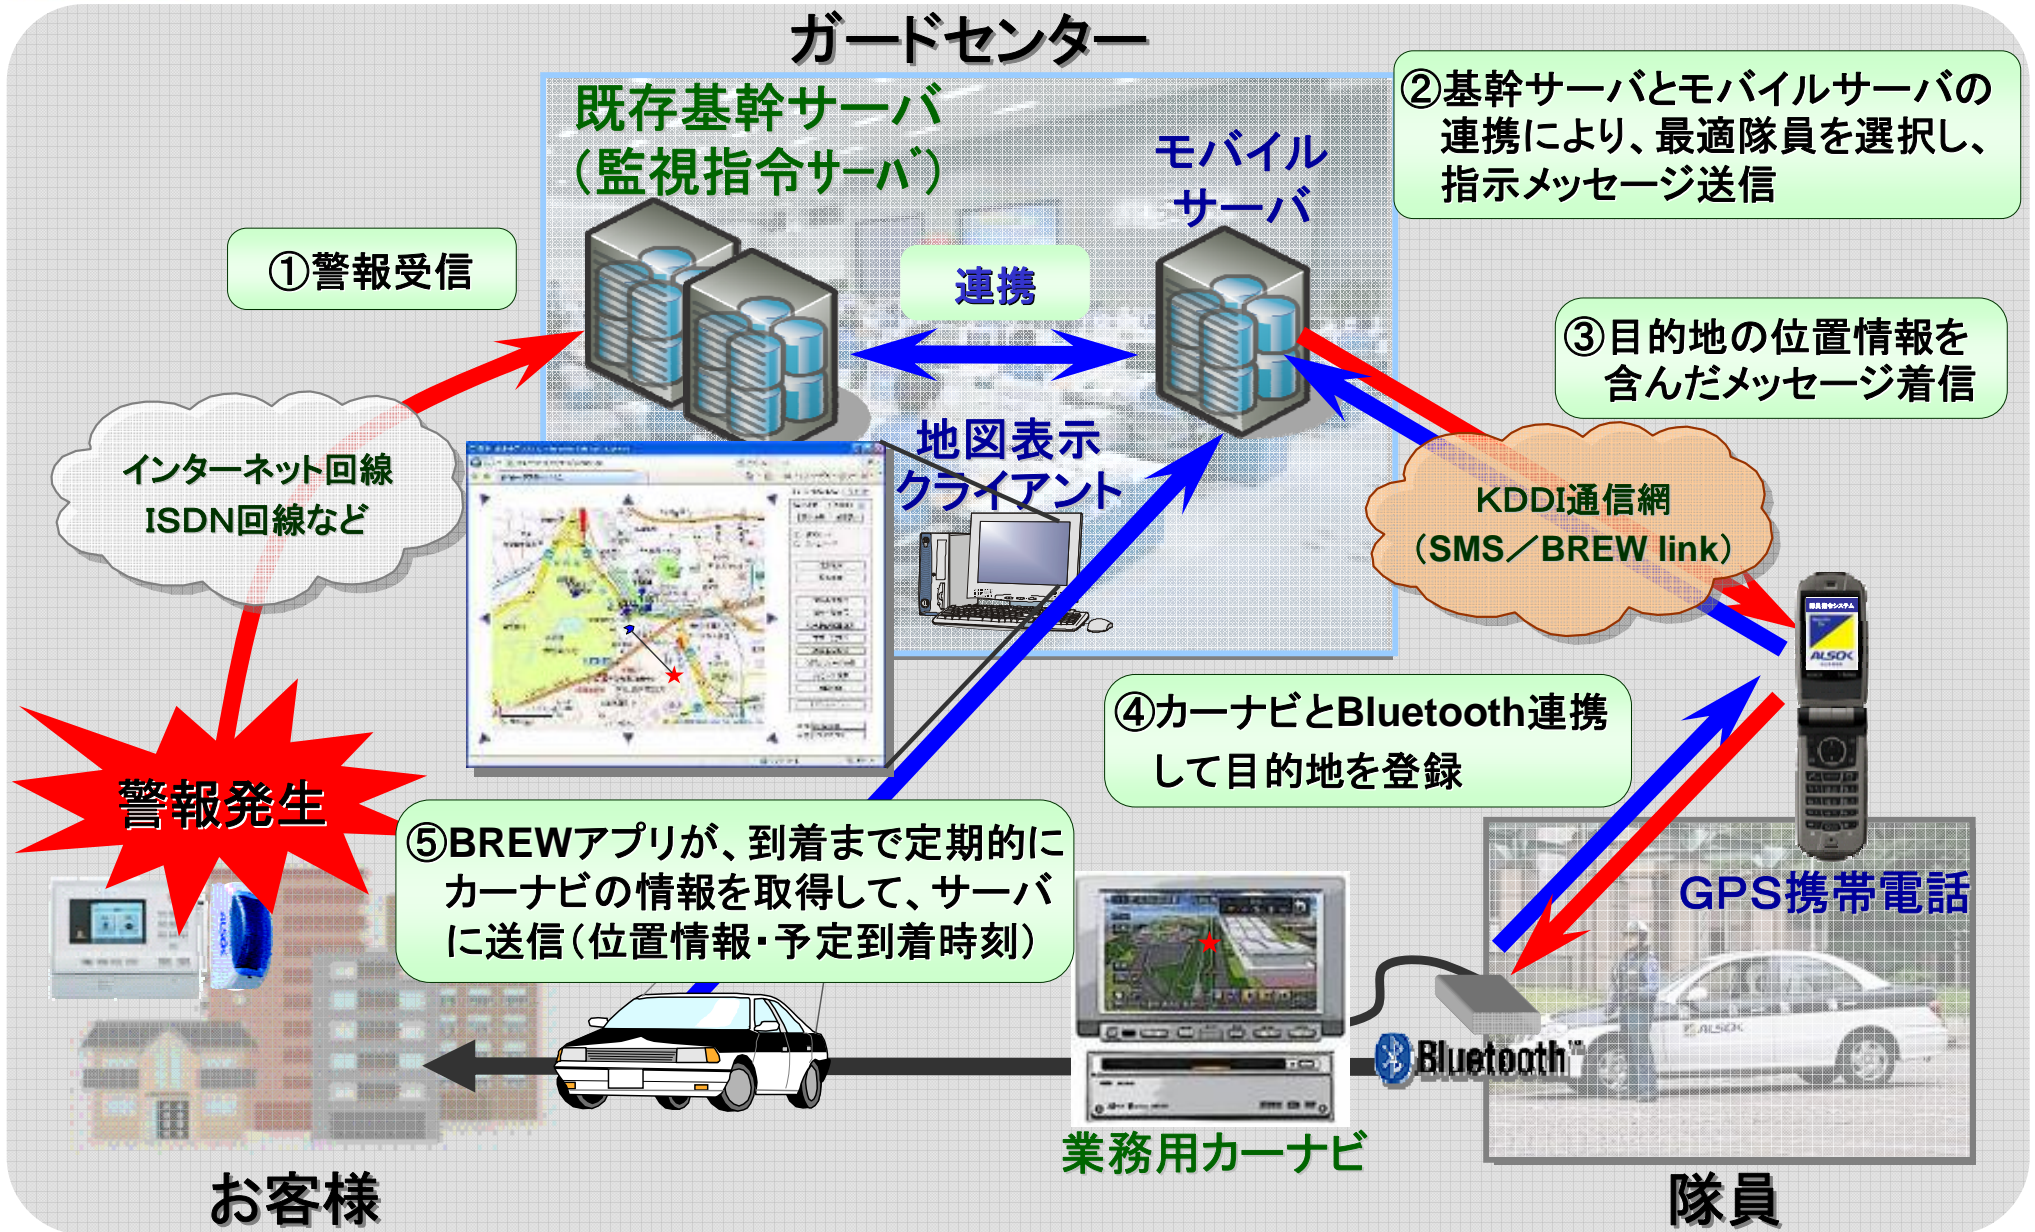 ガードセンター
既存基幹サーバ
（監視指令サーバ）
モバイル
サーバ
②基幹サーバとモバイルサーバの
連携により、最適隊員を選択し、
指示メッセージ送信
①警報受信
連携
③目的地の位置情報を
含んだメッセージ着信
地図表示
クライアント
インターネット回線
ISDN回線など
KDDI通信網
（SMS／BREW link）
隊員指令システム
ALSOK
④カーナビとBluetooth連携
して目的地を登録
警報発生
⑤BREWアプリが、到着まで定期的に
カーナビの情報を取得して、サーバ
に送信（位置情報・予定到着時刻）
GPS携帯電話
ALSOK
Bluetooth™
業務用カーナビ
お客様
隊員